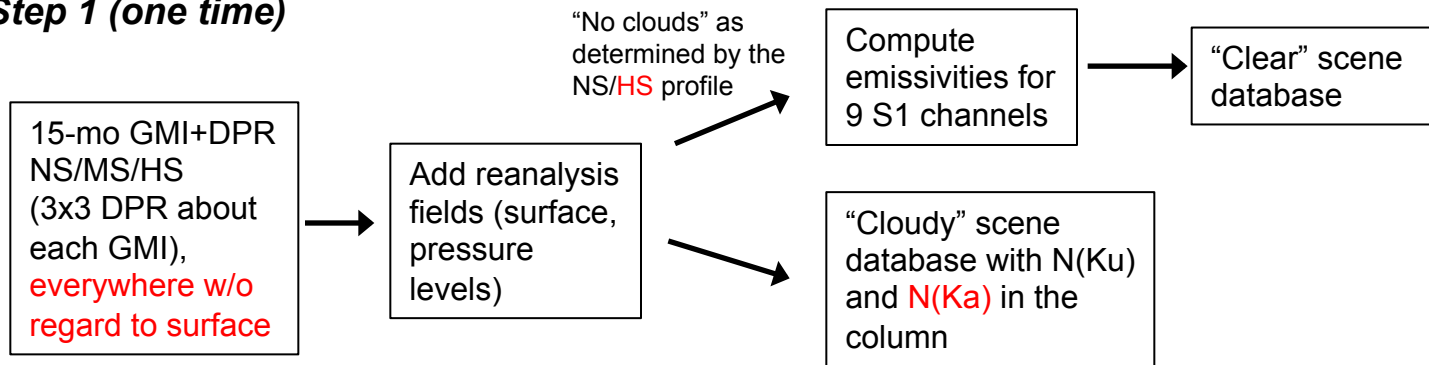 Step 1 (one time)
“No clouds” as
determined by the
NS/HS profile
15-mo GMI+DPR
NS/MS/HS
(3x3 DPR about
each GMI),
everywhere w/o
regard to surface
Add reanalysis
fields (surface,
pressure
levels)
Compute
emissivities for
9 S1 channels
“Clear” scene
database
“Cloudy” scene
database with N(Ku)
and N(Ka) in the
column